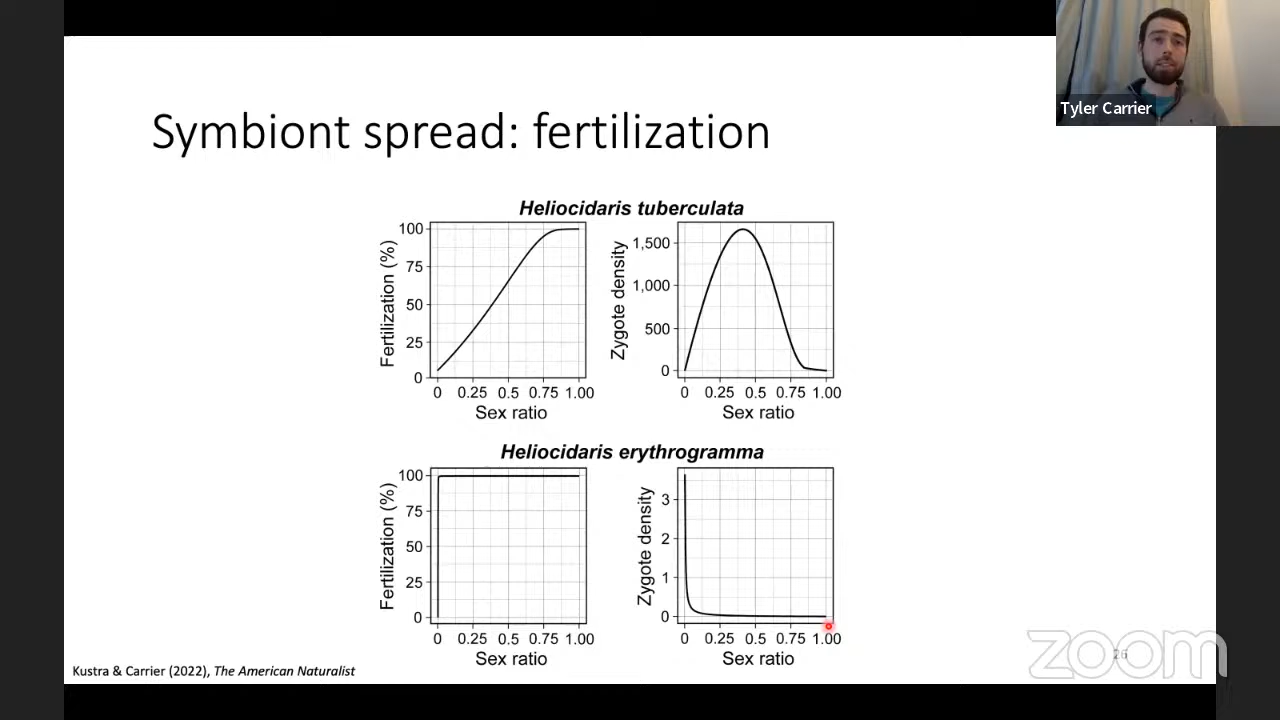 Tyler Carrier
Symbiont spread: fertilization
Heliocidaris tuberculata
Fertilization (%)
100
75
50
25
0
0 0.25 0.5 0.75 1.00
Sex ratio
Zygote density
1,500
1,000
500
0
0 0.25 0.5 0.75 1.00
Sex ratio
Heliocidaris erythrogramma
Fertilization (%)
100
75
50
25
0
0 0.25 0.5 0.75 1.00
Sex ratio
Zygote density
3
2
1
0
0 0.25 0.5 0.75 1.00
Sex ratio
Kustra & Carrier (2022), The American Naturalist
zoom